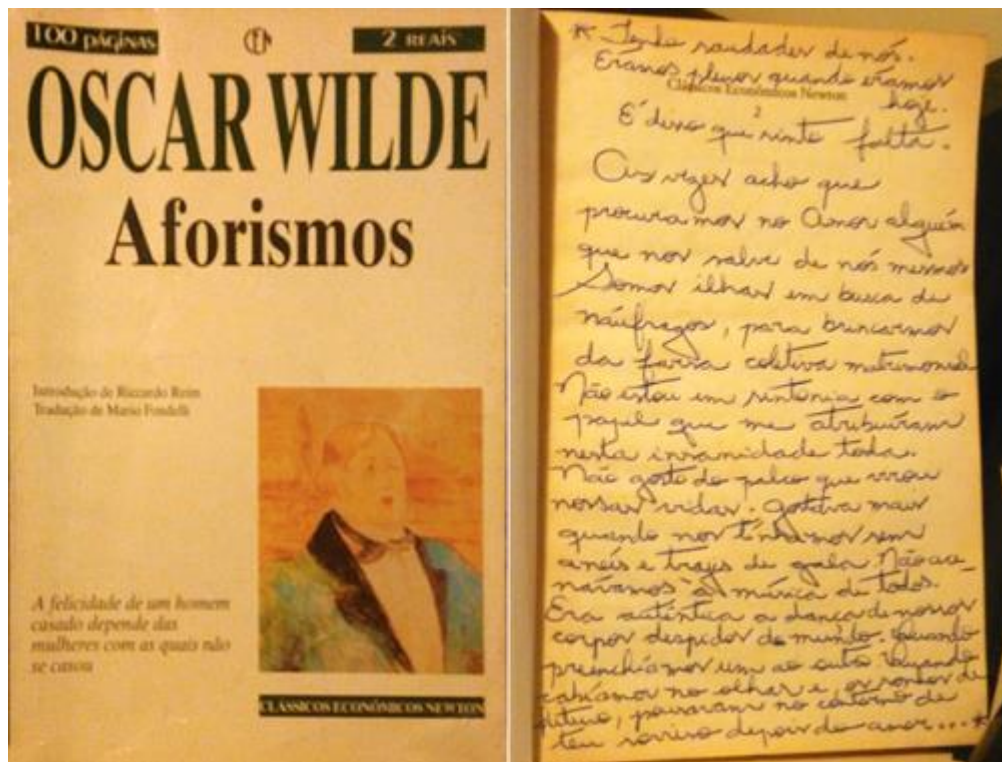 100 PÁGINAS
CEN
2 REAIS
OSCAR WILDE
Aforismos
Introdução de Riccardo Reim
Tradução de Mario Fondelli
A felicidade de um homem
casado depende das
mulheres com as quais não
se casou
CLÁSSICOS ECONÔMICOS NEWTON
* Tenho saudades de nós.
Éramos plenos quando éramos
Clássicos Econômicos Newton
hoje.
2
É disso que sinto falta.
Às vezes acho que
procuramos no Amor alguém
que nos salve de nós mesmos
Somos ilhas em busca de
náufragos, para brincarmos
da farsa coletiva matrimonial
Não estou em sintonia com o
papel que me atribuíram
nesta insanidade toda.
Não gosto do palco que virou
nossas vidas. Gostava mais
quando nos tínhamos sem
anéis e trajes de gala. Não ace-
návamos à música de todos.
Era autêntica a dança de nossos
corpos despidos do mundo. Quando
preenchíamos um ao outro. Quando
cabíamos no olhar e os sonhos de
futuro, pousavam no contorno de
teu sorriso depois do amor...*